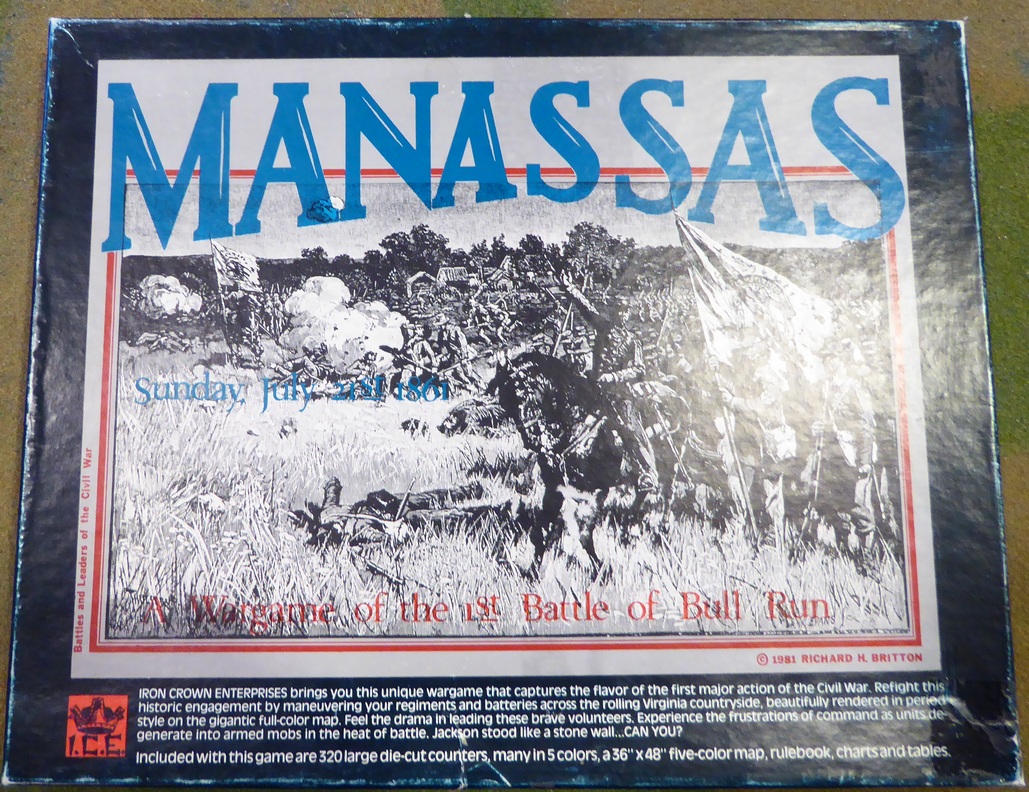 MANASSAS
Sunday, July 21st 1861
Battles and Leaders of the Civil War
A Wargame of the 1st Battle of Bull Run
© 1981 RICHARD H. BRITTON
IRON CROWN ENTERPRISES brings you this unique wargame that captures the flavor of the first major action of the Civil War. Refight this
historic engagement by maneuvering your regiments and batteries across the rolling Virginia countryside, beautifully rendered in period
style on the gigantic full-color map. Feel the drama in leading these brave volunteers. Experience the frustrations of command as units de-
generate into armed mobs in the heat of battle. Jackson stood like a stone wall...CAN YOU?
I.C.E.
Included with this game are 320 large die-cut counters, many in 5 colors, a 36" x 48" five-color map, rulebook, charts and tables.